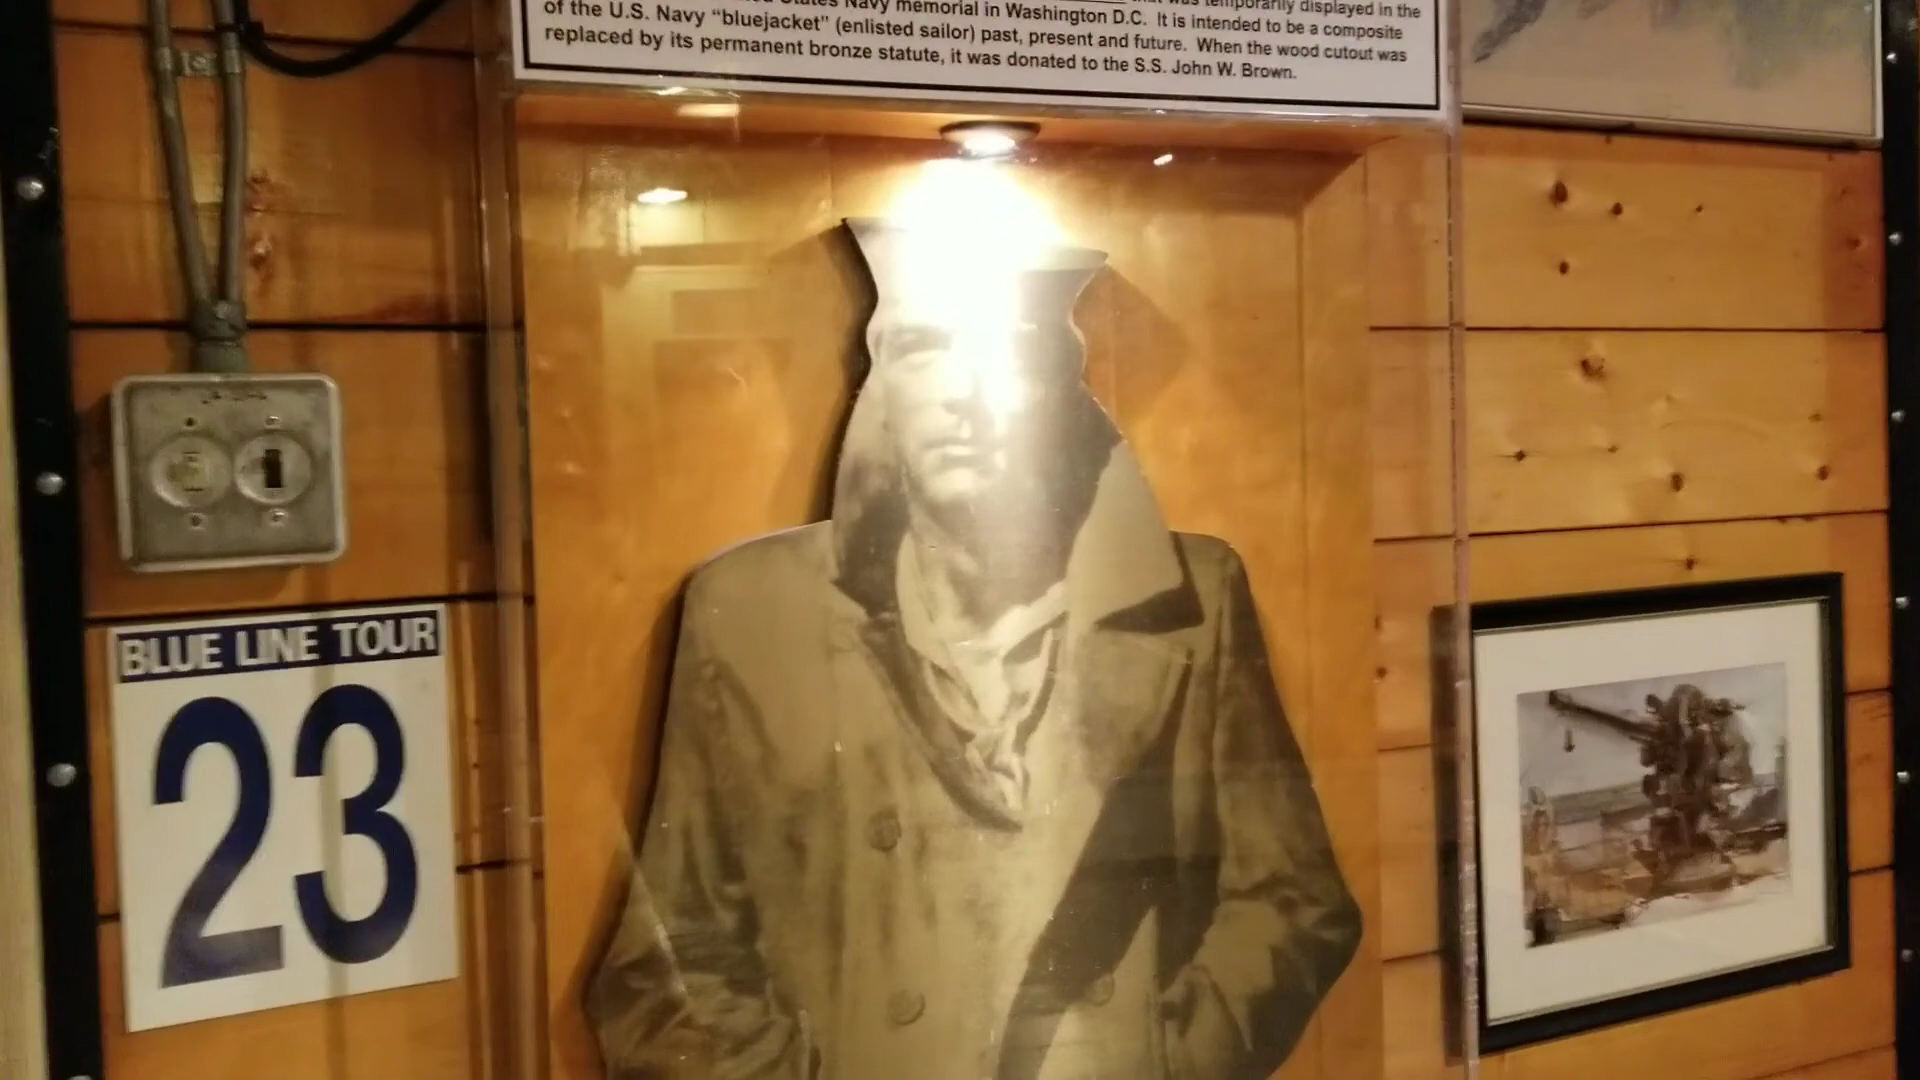 States Navy memorial in Washington D.C. It is intended to be a composite
of the U.S. Navy “bluejacket” (enlisted sailor) past, present and future. When the wood cutout was
replaced by its permanent bronze statute, it was donated to the S.S. John W. Brown.
BLUE LINE TOUR
23